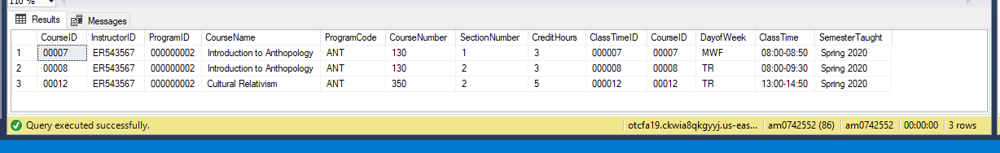 110 %
Results Messages
CourseID InstructorID ProgramID CourseName ProgramCode CourseNumber SectionNumber CreditHours ClassTimeID CourseID DayofWeek ClassTime SemesterTaught
1 00007 ER543567 000000002 Introduction to Anthopology ANT 130 1 3 000007 00007 MWF 08:00-08:50 Spring 2020
2 00008 ER543567 000000002 Introduction to Anthopology ANT 130 2 3 000008 00008 TR 08:00-09:30 Spring 2020
3 00012 ER543567 000000002 Cultural Relativism ANT 350 2 5 000012 00012 TR 13:00-14:50 Spring 2020
Query executed successfully. otcfa19.ckwia8qkgyyj.us-eas... am0742552 (86) am0742552 00:00:00 3 rows